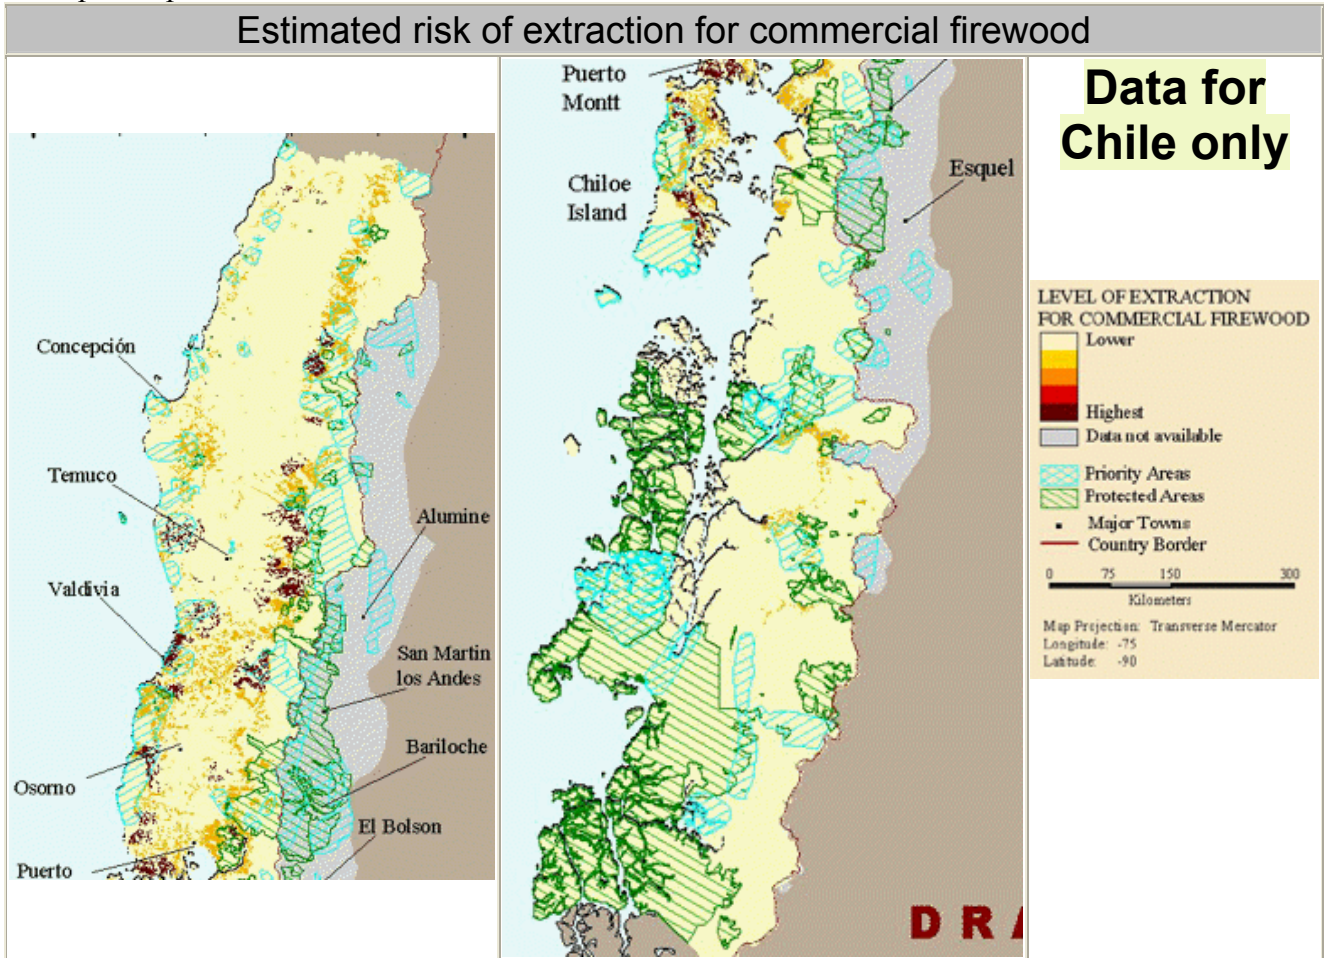 Estimated risk of extraction for commercial firewood
Concepción
Temuco
Valdivia
Osorno
Puerto
Alumine
San Martin
los Andes
Bariloche
El Bolson
Puerto
Montt
Chiloe
Island
Esquel
D R A
Data for
Chile only
LEVEL OF EXTRACTION
FOR COMMERCIAL FIREWOOD
Lower
Highest
Data not available
Priority Areas
Protected Areas
Major Towns
Country Border
0 75 150 300
Kilometers
Map Projection: Transverse Mercator
Longitude: -75
Latitude: -90